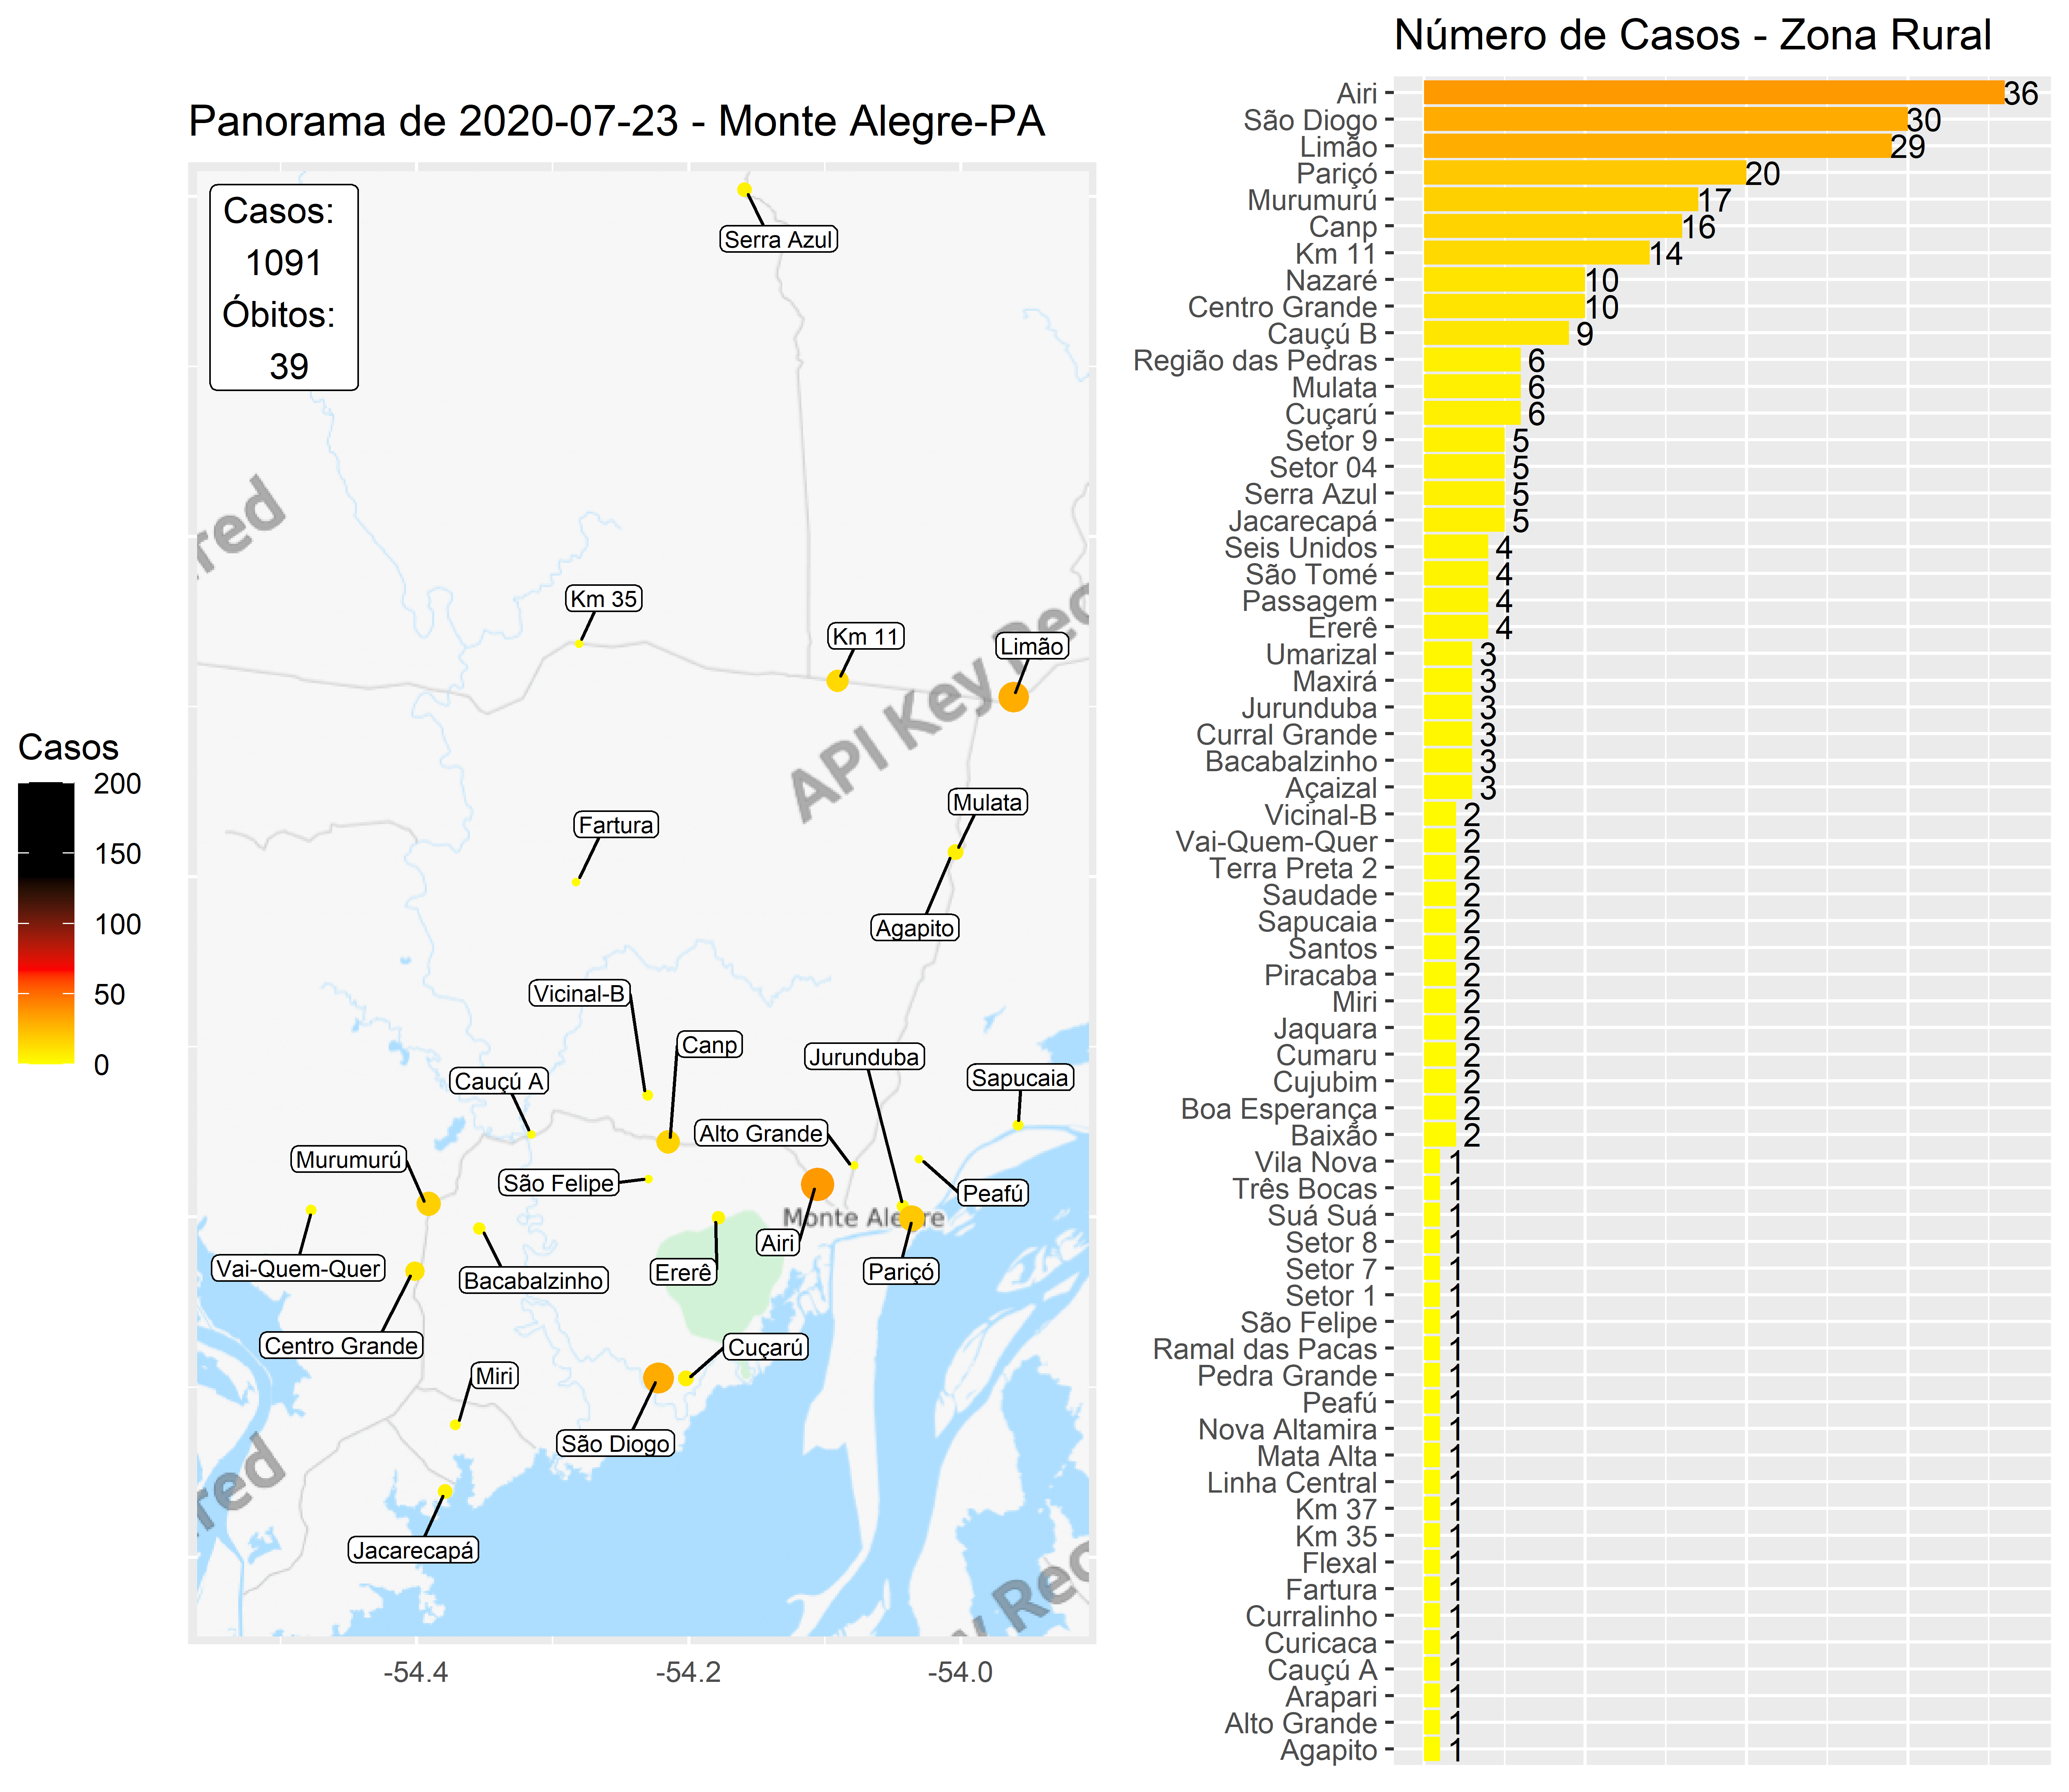 Número de Casos - Zona Rural
Panorama de 2020-07-23 - Monte Alegre-PA
Casos:
1091
Óbitos:
39
Serra Azul
Km 35
Km 11
Limão
API Key Rec
red
Mulata
Fartura
Agapito
Vicinal-B
Canp
Jurunduba
Sapucaia
Cauçú A
Alto Grande
Murumurú
São Felipe
Peafú
Monte Alegre
Airi
Vai-Quem-Quer
Bacabalzinho
Ererê
Pariçó
Centro Grande
Cuçarú
Miri
São Diogo
red
Jacarecapá
y Rec
-54.4
-54.2
-54.0
Casos
200
150
100
50
0
Airi 36
São Diogo 30
Limão 29
Pariçó 20
Murumurú 17
Canp 16
Km 11 14
Nazaré 10
Centro Grande 10
Cauçú B 9
Região das Pedras 6
Mulata 6
Cuçarú 6
Setor 9 5
Setor 04 5
Serra Azul 5
Jacarecapá 5
Seis Unidos 4
São Tomé 4
Passagem 4
Ererê 4
Umarizal 3
Maxirá 3
Jurunduba 3
Curral Grande 3
Bacabalzinho 3
Açaizal 3
Vicinal-B 2
Vai-Quem-Quer 2
Terra Preta 2 2
Saudade 2
Sapucaia 2
Santos 2
Piracaba 2
Miri 2
Jaquara 2
Cumaru 2
Cujubim 2
Boa Esperança 2
Baixão 2
Vila Nova 1
Três Bocas 1
Suá Suá 1
Setor 8 1
Setor 7 1
Setor 1 1
São Felipe 1
Ramal das Pacas 1
Pedra Grande 1
Peafú 1
Nova Altamira 1
Mata Alta 1
Linha Central 1
Km 37 1
Km 35 1
Flexal 1
Fartura 1
Curralinho 1
Curicaca 1
Cauçú A 1
Arapari 1
Alto Grande 1
Agapito 1